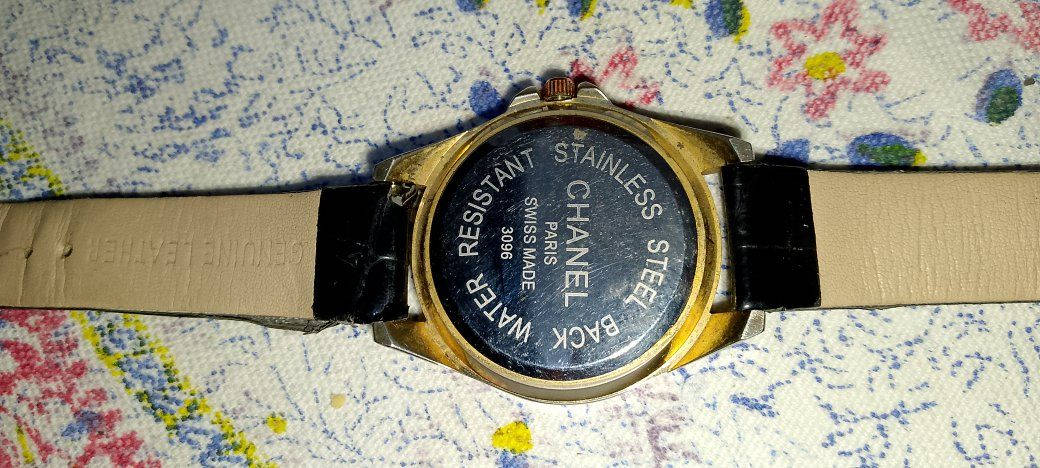 STAINLESS STEEL BACK WATER RESISTANT
CHANEL
PARIS
SWISS MADE
3096
GENUINE LEATHER